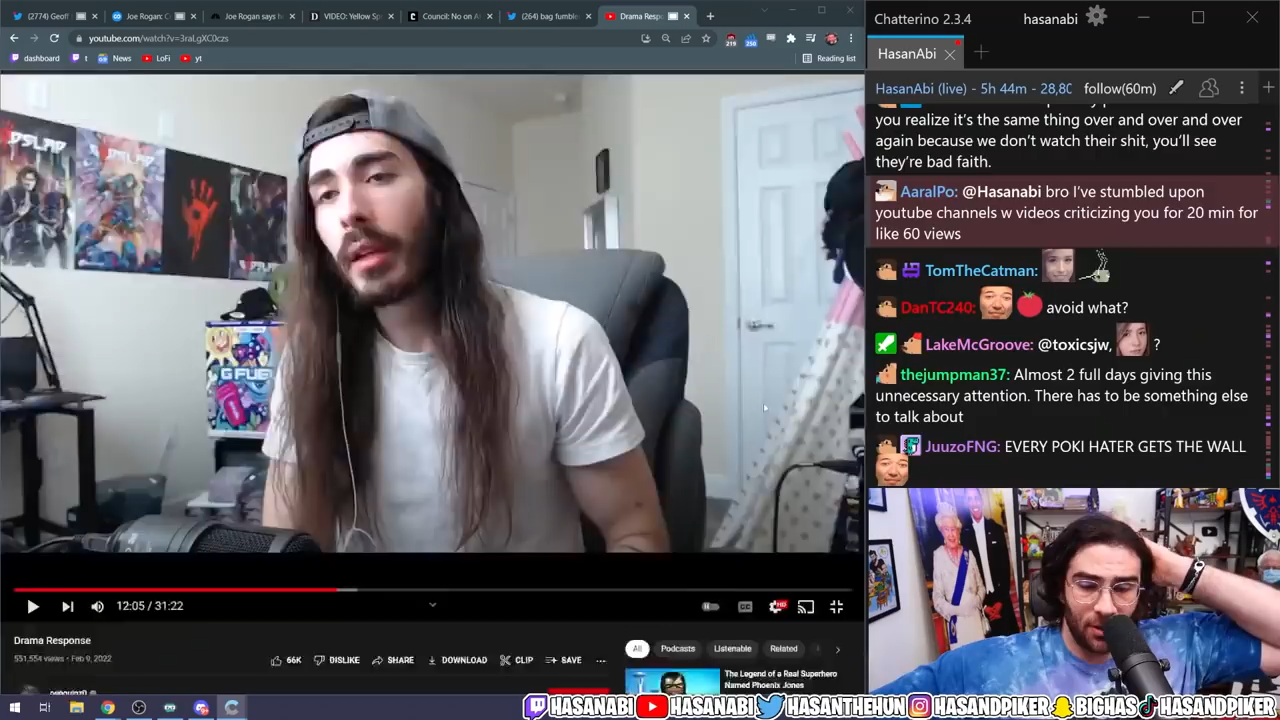 (2774) Geoff
Joe Rogan: C
Joe Rogan says h
VIDEO: Yellow Sp
Council: No on A
(264) bag fumble
Drama Respo
youtube.com/watch?v=3raLgXC0czs
219
250
dashboard
t
News
LoFi
yt
Reading list
DSLAP
DSLAP
G FUEL
12:05 / 31:22
Drama Response
551,554 views • Feb 9, 2022
66K
DISLIKE
SHARE
DOWNLOAD
CLIP
SAVE
All
Podcasts
Listenable
Related
The Legend of a Real Superhero
Named Phoenix Jones
Chatterino 2.3.4
hasanabi
HasanAbi
HasanAbi (live) - 5h 44m - 28,80
follow(60m)
you realize it's the same thing over and over and over
again because we don't watch their shit, you'll see
they're bad faith.
AaralPo: @Hasanabi bro I've stumbled upon
youtube channels w videos criticizing you for 20 min for
like 60 views
TomTheCatman:
DanTC240: avoid what?
LakeMcGroove: @toxicsjw, ?
thejumpman37: Almost 2 full days giving this
unnecessary attention. There has to be something else
to talk about
JuuzoFNG: EVERY POKI HATER GETS THE WALL
HASANABI
HASANABI
HASANTHEHUN
HASANDPIKER
BIGHAS
HASANDPIKER